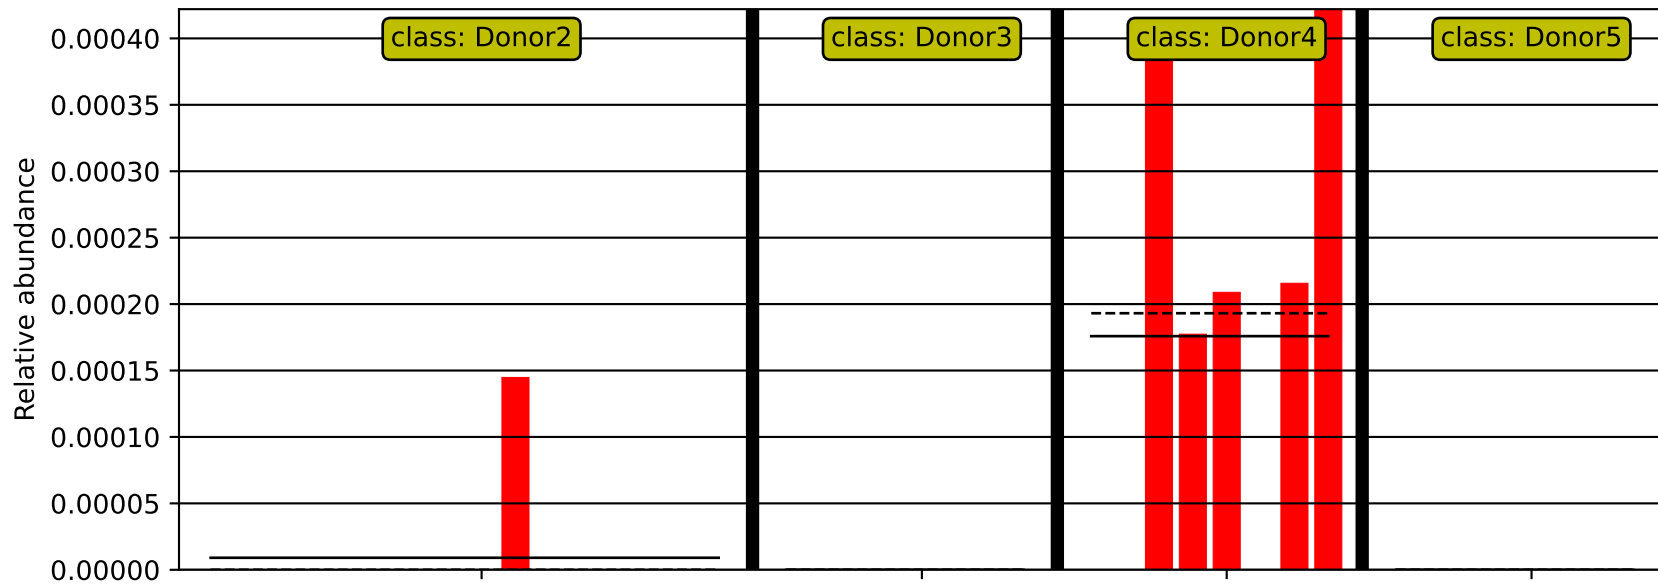 class: Donor2
class: Donor3
class: Donor4
class: Donor5
Relative abundance
0.00040
0.00035
0.00030
0.00025
0.00020
0.00015
0.00010
0.00005
0.00000